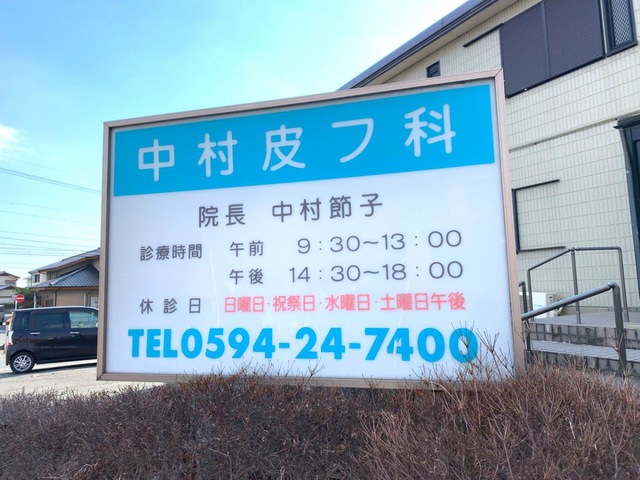 中村皮フ科
院長 中村節子
診療時間 午前 9:30〜13:00
午後 14:30〜18:00
休診日 日曜日・祝祭日・水曜日・土曜日午後
TEL0594-24-7400